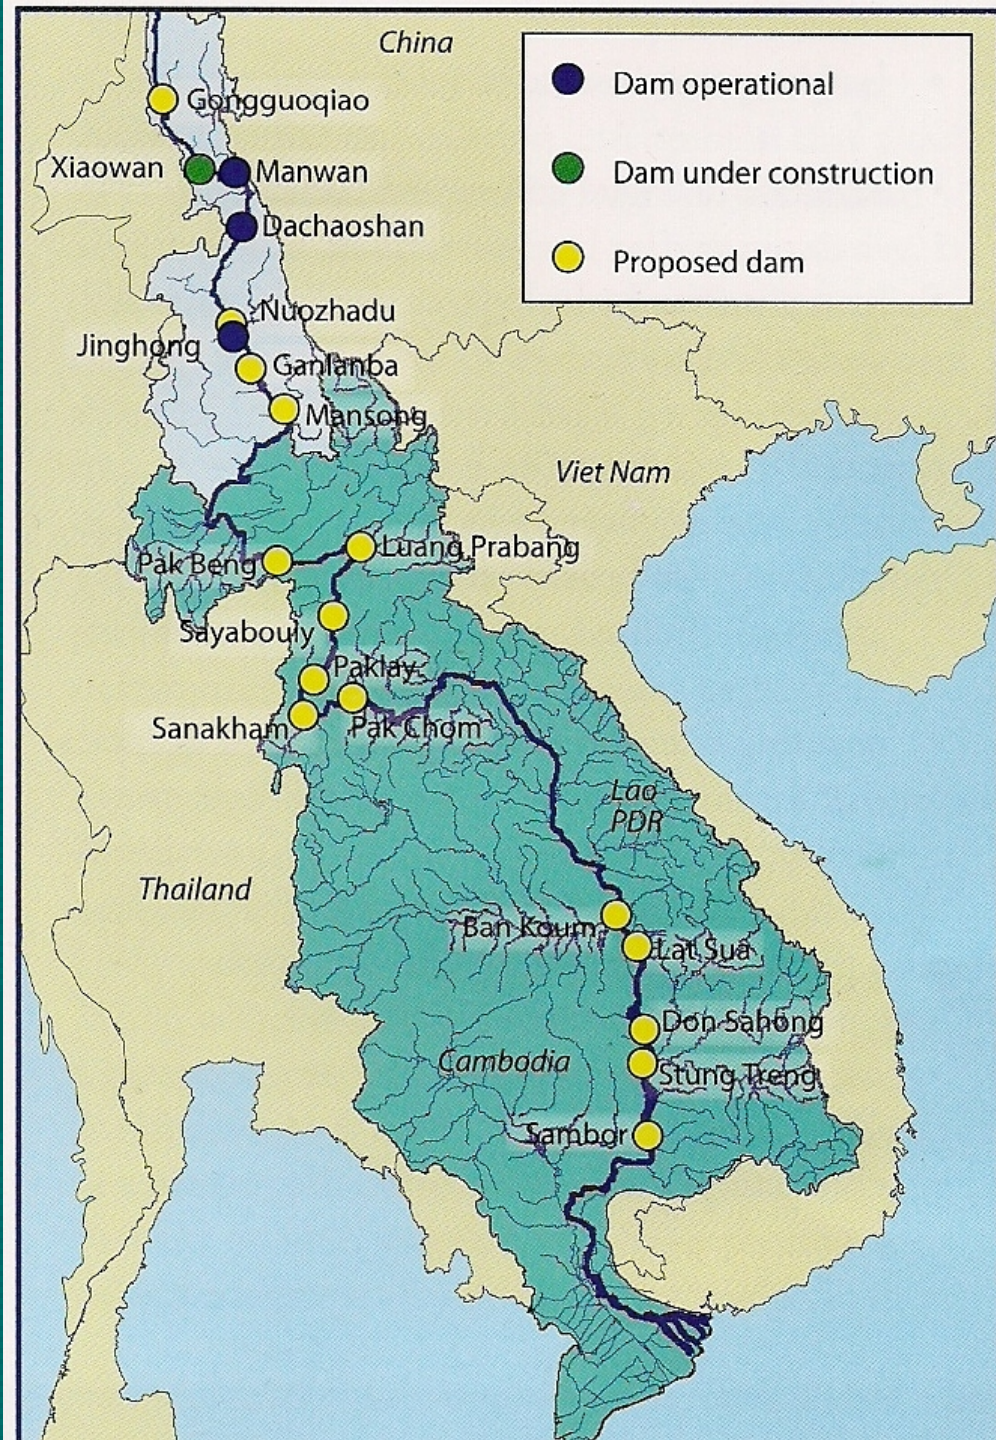 China
Dam operational
Dam under construction
Proposed dam
Gongguoqiao
Xiaowan
Manwan
Dachaoshan
Nuozhadu
Jinghong
Ganlanba
Mansong
Viet Nam
Luang Prabang
Pak Beng
Sayabouly
Paklay
Sanakham
Pak Chom
Lao
PDR
Thailand
Ban Koum
Lat Sua
Don Sahong
Cambodia
Stung Treng
Sambor